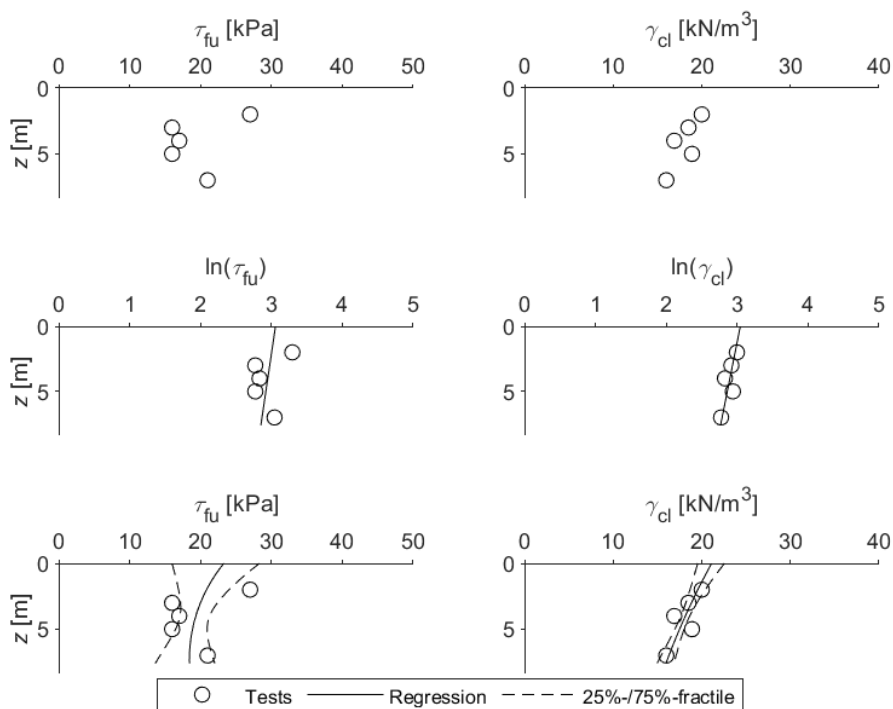 τfu [kPa] γcl [kN/m³]
0 10 20 30 40 50 0 10 20 30 40
0 0
z [m] 5 5
ln(τfu) ln(γcl)
0 1 2 3 4 5 0 1 2 3 4 5
0 0
z [m] 5 5
τfu [kPa] γcl [kN/m³]
0 10 20 30 40 50 0 10 20 30 40
0 0
z [m] 5 5
Tests Regression 25%-/75%-fractile